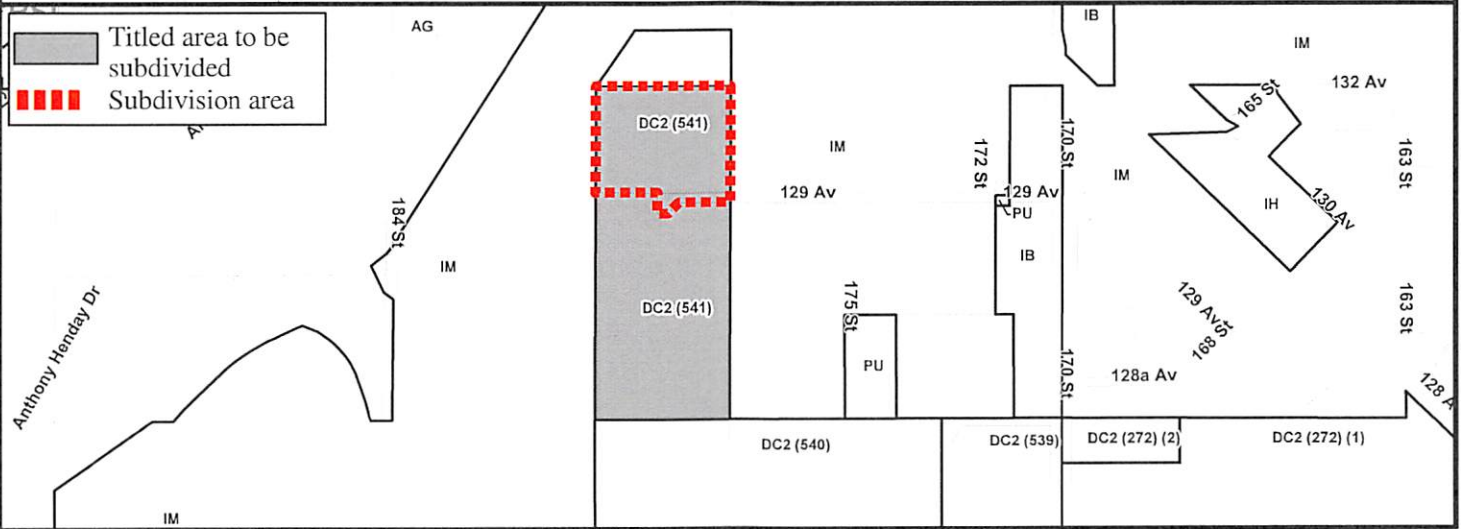 Titled area to be
subdivided
Subdivision area
AG
IB
IM
132 Av
165 St
DC2 (541)
IM
172 St
170 St
IM
163 St
129 Av
129 Av
PU
IH
130 Av
184 St
IM
IB
DC2 (541)
175 St
129 Av
168 St
163 St
Anthony Henday Dr
PU
170 St
128a Av
128 A
DC2 (540)
DC2 (539)
DC2 (272) (2)
DC2 (272) (1)
IM